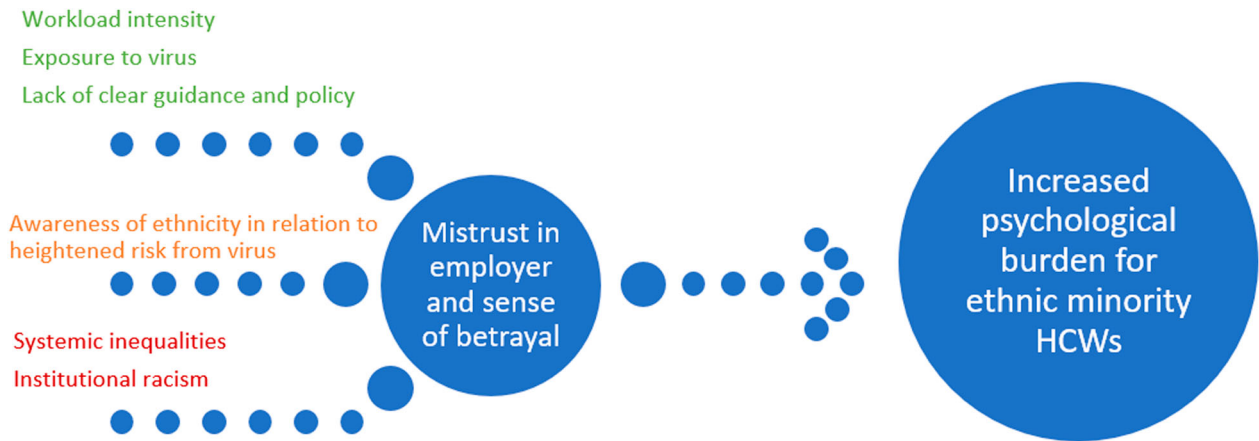 Workload intensity
Exposure to virus
Lack of clear guidance and policy
Awareness of ethnicity in relation to
heightened risk from virus
Systemic inequalities
Institutional racism
Mistrust in
employer
and sense
of betrayal
Increased
psychological
burden for
ethnic minority
HCWs